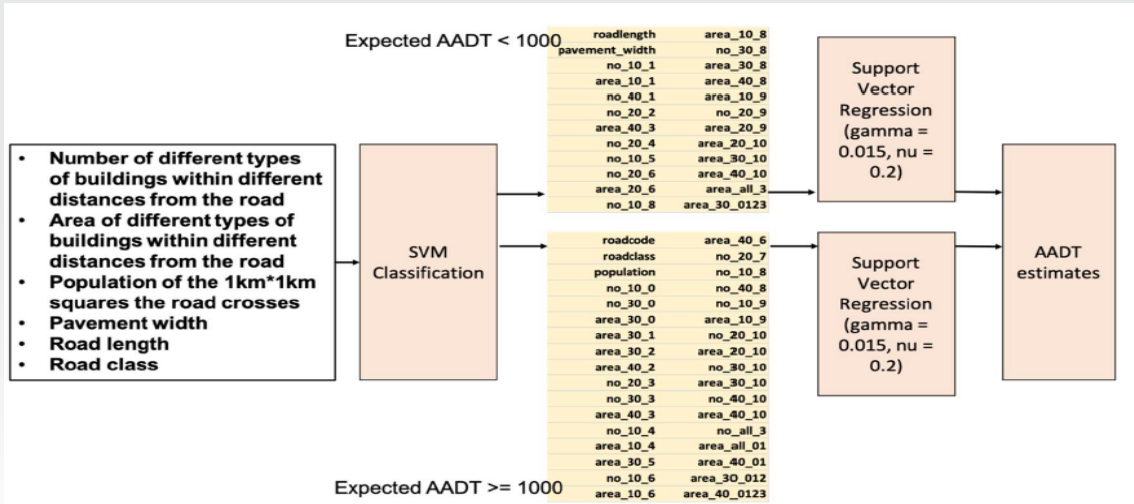 Expected AADT < 1000
roadlength area_10_8
pavement_width no_30_8
no_10_1 area_30_8
area_10_1 area_40_8
no_40_1 area_10_9
no_20_2 no_20_9
area_40_3 area_20_9
no_20_4 area_20_10
no_10_5 area_30_10
no_20_6 area_40_10
area_20_6 area_all_3
no_10_8 area_30_0123
Support
Vector
Regression
(gamma =
0.015, nu =
0.2)
• Number of different types
of buildings within different
distances from the road
• Area of different types of
buildings within different
distances from the road
• Population of the 1km*1km
squares the road crosses
• Pavement width
• Road length
• Road class
SVM
Classification
roadcode area_40_6
roadclass no_20_7
population no_10_8
no_10_0 no_40_8
no_30_0 no_10_9
area_30_0 area_10_9
area_30_1 no_20_10
area_30_2 area_20_10
area_40_2 no_30_10
no_20_3 area_30_10
no_30_3 no_40_10
area_40_3 area_40_10
no_10_4 no_all_3
area_10_4 area_all_01
area_30_5 area_40_01
no_10_6 area_30_012
area_10_6 area_40_0123
Support
Vector
Regression
(gamma =
0.015, nu =
0.2)
AADT
estimates
Expected AADT >= 1000